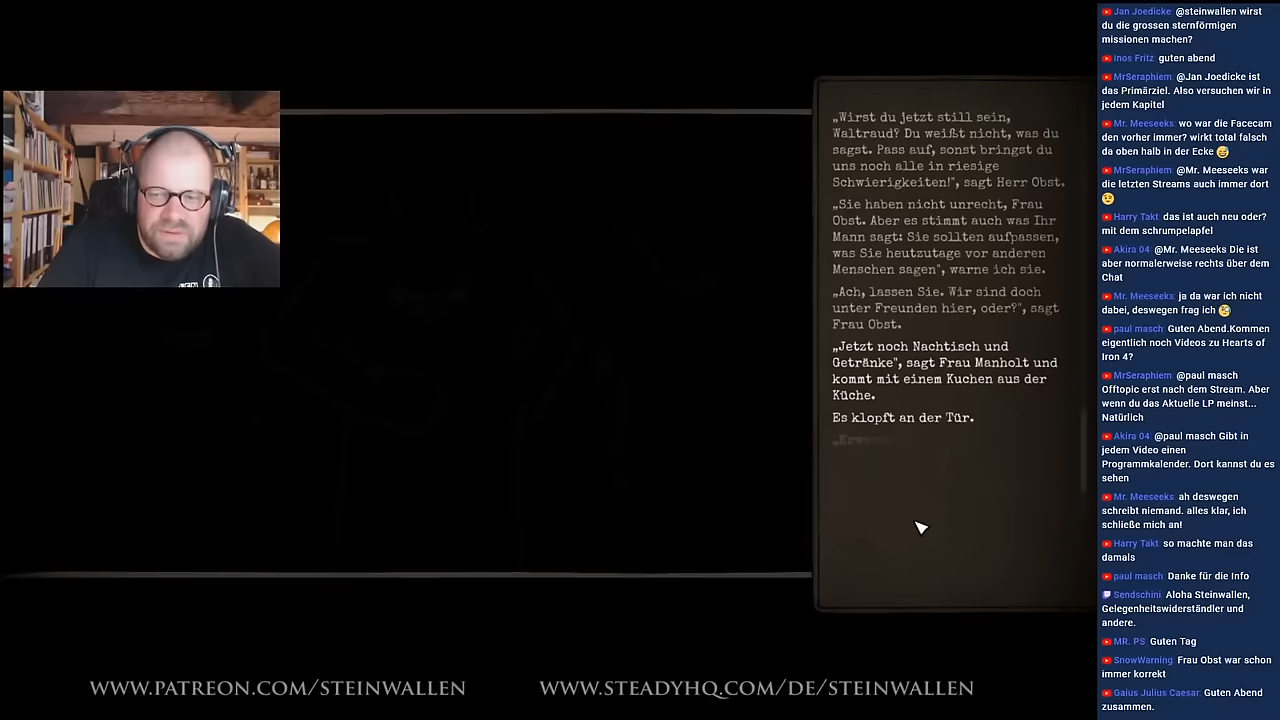 „Wirst du jetzt still sein,
Waltraud? Du weißt nicht, was du
sagst. Pass auf, sonst bringst du
uns noch alle in riesige
Schwierigkeiten!", sagt Herr Obst.
„Sie haben nicht unrecht, Frau
Obst. Aber es stimmt auch was Ihr
Mann sagt: Sie sollten aufpassen,
was Sie heutzutage vor anderen
Menschen sagen", warne ich sie.
„Ach, lassen Sie. Wir sind doch
unter Freunden hier, oder?", sagt
Frau Obst.
„Jetzt noch Nachtisch und
Getränke", sagt Frau Manholt und
kommt mit einem Kuchen aus der
Küche.
Es klopft an der Tür.
WWW.PATREON.COM/STEINWALLEN
WWW.STEADYHQ.COM/DE/STEINWALLEN
Jan Joedicke: @steinwallen wirst
du die grossen sternförmigen
missionen machen?
Inos Fritz: guten abend
MrSeraphiem: @Jan Joedicke ist
das Primärziel. Also versuchen wir in
jedem Kapitel
Mr. Meeseeks: wo war die Facecam
den vorher immer? wirkt total falsch
da oben halb in der Ecke 😅
MrSeraphiem: @Mr. Meeseeks war
die letzten Streams auch immer dort
😉
Harry Takt: das ist auch neu oder?
mit dem schrumpelapfel
Akira 04: @Mr. Meeseeks Die ist
aber normalerweise rechts über dem
Chat
Mr. Meeseeks: ja da war ich nicht
dabei, deswegen frag ich 🧐
paul masch: Guten Abend.Kommen
eigentlich noch Videos zu Hearts of
Iron 4?
MrSeraphiem: @paul masch
Offtopic erst nach dem Stream. Aber
wenn du das Aktuelle LP meinst...
Natürlich
Akira 04: @paul masch Gibt in
jedem Video einen
Programmkalender. Dort kannst du es
sehen
Mr. Meeseeks: ah deswegen
schreibt niemand. alles klar, ich
schließe mich an!
Harry Takt: so machte man das
damals
paul masch: Danke für die Info
Sendschini: Aloha Steinwallen,
Gelegenheitswiderständler und
andere.
MR. PS: Guten Tag
SnowWarning: Frau Obst war schon
immer korrekt
Gaius Julius Caesar: Guten Abend
zusammen.